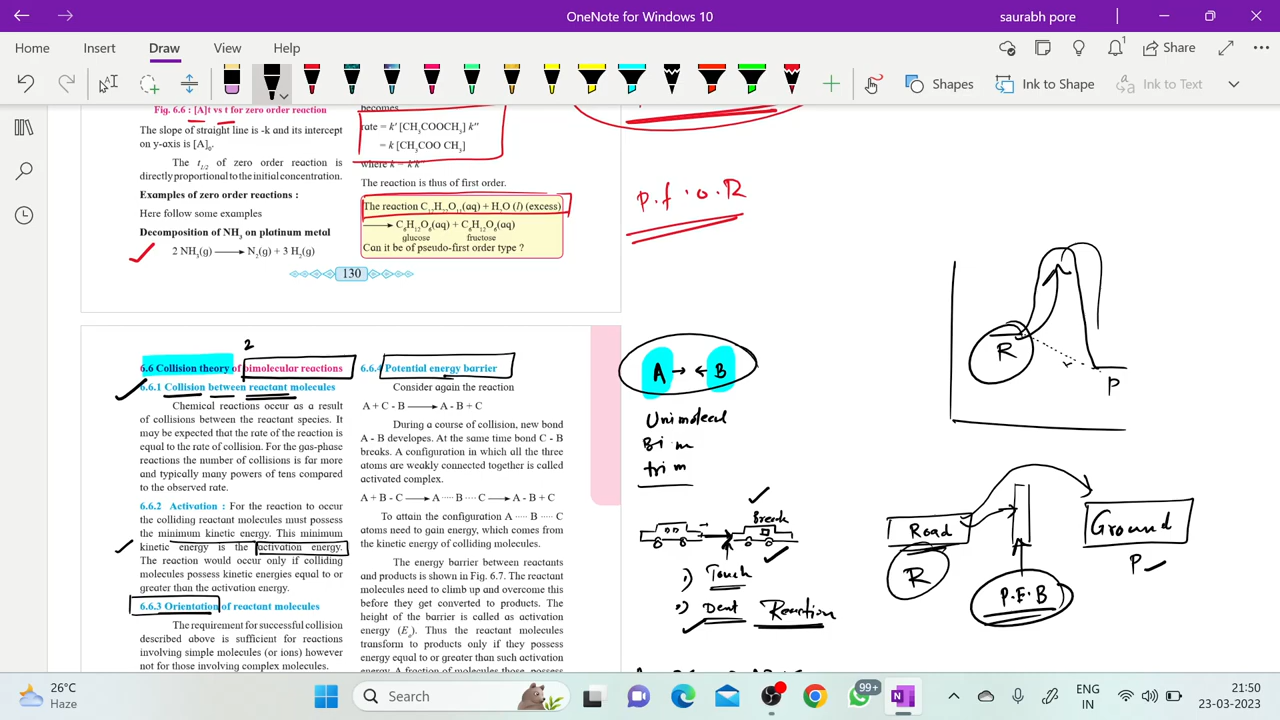 OneNote for Windows 10
saurabh pore
Home Insert Draw View Help
Share
Shapes
Ink to Shape
Ink to Math
Fig. 6.6 : [A]t vs t for zero order reaction
The slope of straight line is -k and its intercept
on y-axis is [A]₀.
The t₁/₂ of zero order reaction is
directly proportional to the initial concentration.
Examples of zero order reactions :
Here follow some examples
Decomposition of NH₃ on platinum metal
2 NH₃(g) ⟶ N₂(g) + 3 H₂(g)
becomes
rate = k' [CH₃COOCH₃] k"
= k [CH₃COO CH₃]
where k = k'k"
The reaction is thus of first order.
The reaction C₁₂H₂₂O₁₁(aq) + H₂O (l) (excess)
⟶ C₆H₁₂O₆(aq) + C₆H₁₂O₆(aq)
glucose fructose
Can it be of pseudo-first order type ?
130
p.f.o.R
2
6.6 Collision theory of bimolecular reactions
6.6.1 Collision between reactant molecules
Chemical reactions occur as a result
of collisions between the reactant species. It
may be expected that the rate of the reaction is
equal to the rate of collision. For the gas-phase
reactions the number of collisions is far more
and typically many powers of tens compared
to the observed rate.
6.6.2 Activation : For the reaction to occur
the colliding reactant molecules must possess
the minimum kinetic energy. This minimum
kinetic energy is the activation energy.
The reaction would occur only if colliding
molecules possess kinetic energies equal to or
greater than the activation energy.
6.6.3 Orientation of reactant molecules
The requirement for successful collision
described above is sufficient for reactions
involving simple molecules (or ions) however
not for those involving complex molecules.
6.6.4 Potential energy barrier
Consider again the reaction
A + C - B ⟶ A - B + C
During a course of collision, new bond
A - B developes. At the same time bond C - B
breaks. A configuration in which all the three
atoms are weakly connected together is called
activated complex.
A + B - C ⟶ A ····· B ···· C ⟶ A - B + C
To attain the configuration A ····· B ····· C
atoms need to gain energy, which comes from
the kinetic energy of colliding molecules.
The energy barrier between reactants
and products is shown in Fig. 6.7. The reactant
molecules need to climb up and overcome this
before they get converted to products. The
height of the barrier is called as activation
energy (Eₐ). Thus the reactant molecules
transform to products only if they possess
energy equal to or greater than such activation
energy. A fraction of molecules those, possess
A → ← B
Unimolecul
Bi m
tri m
Break
1) Touch
2) Dent Reaction
R
P
Road
R
P.E.B
Ground
P
26°C
Haze
Search
99+
ENG
IN
21:50
23-03-2023